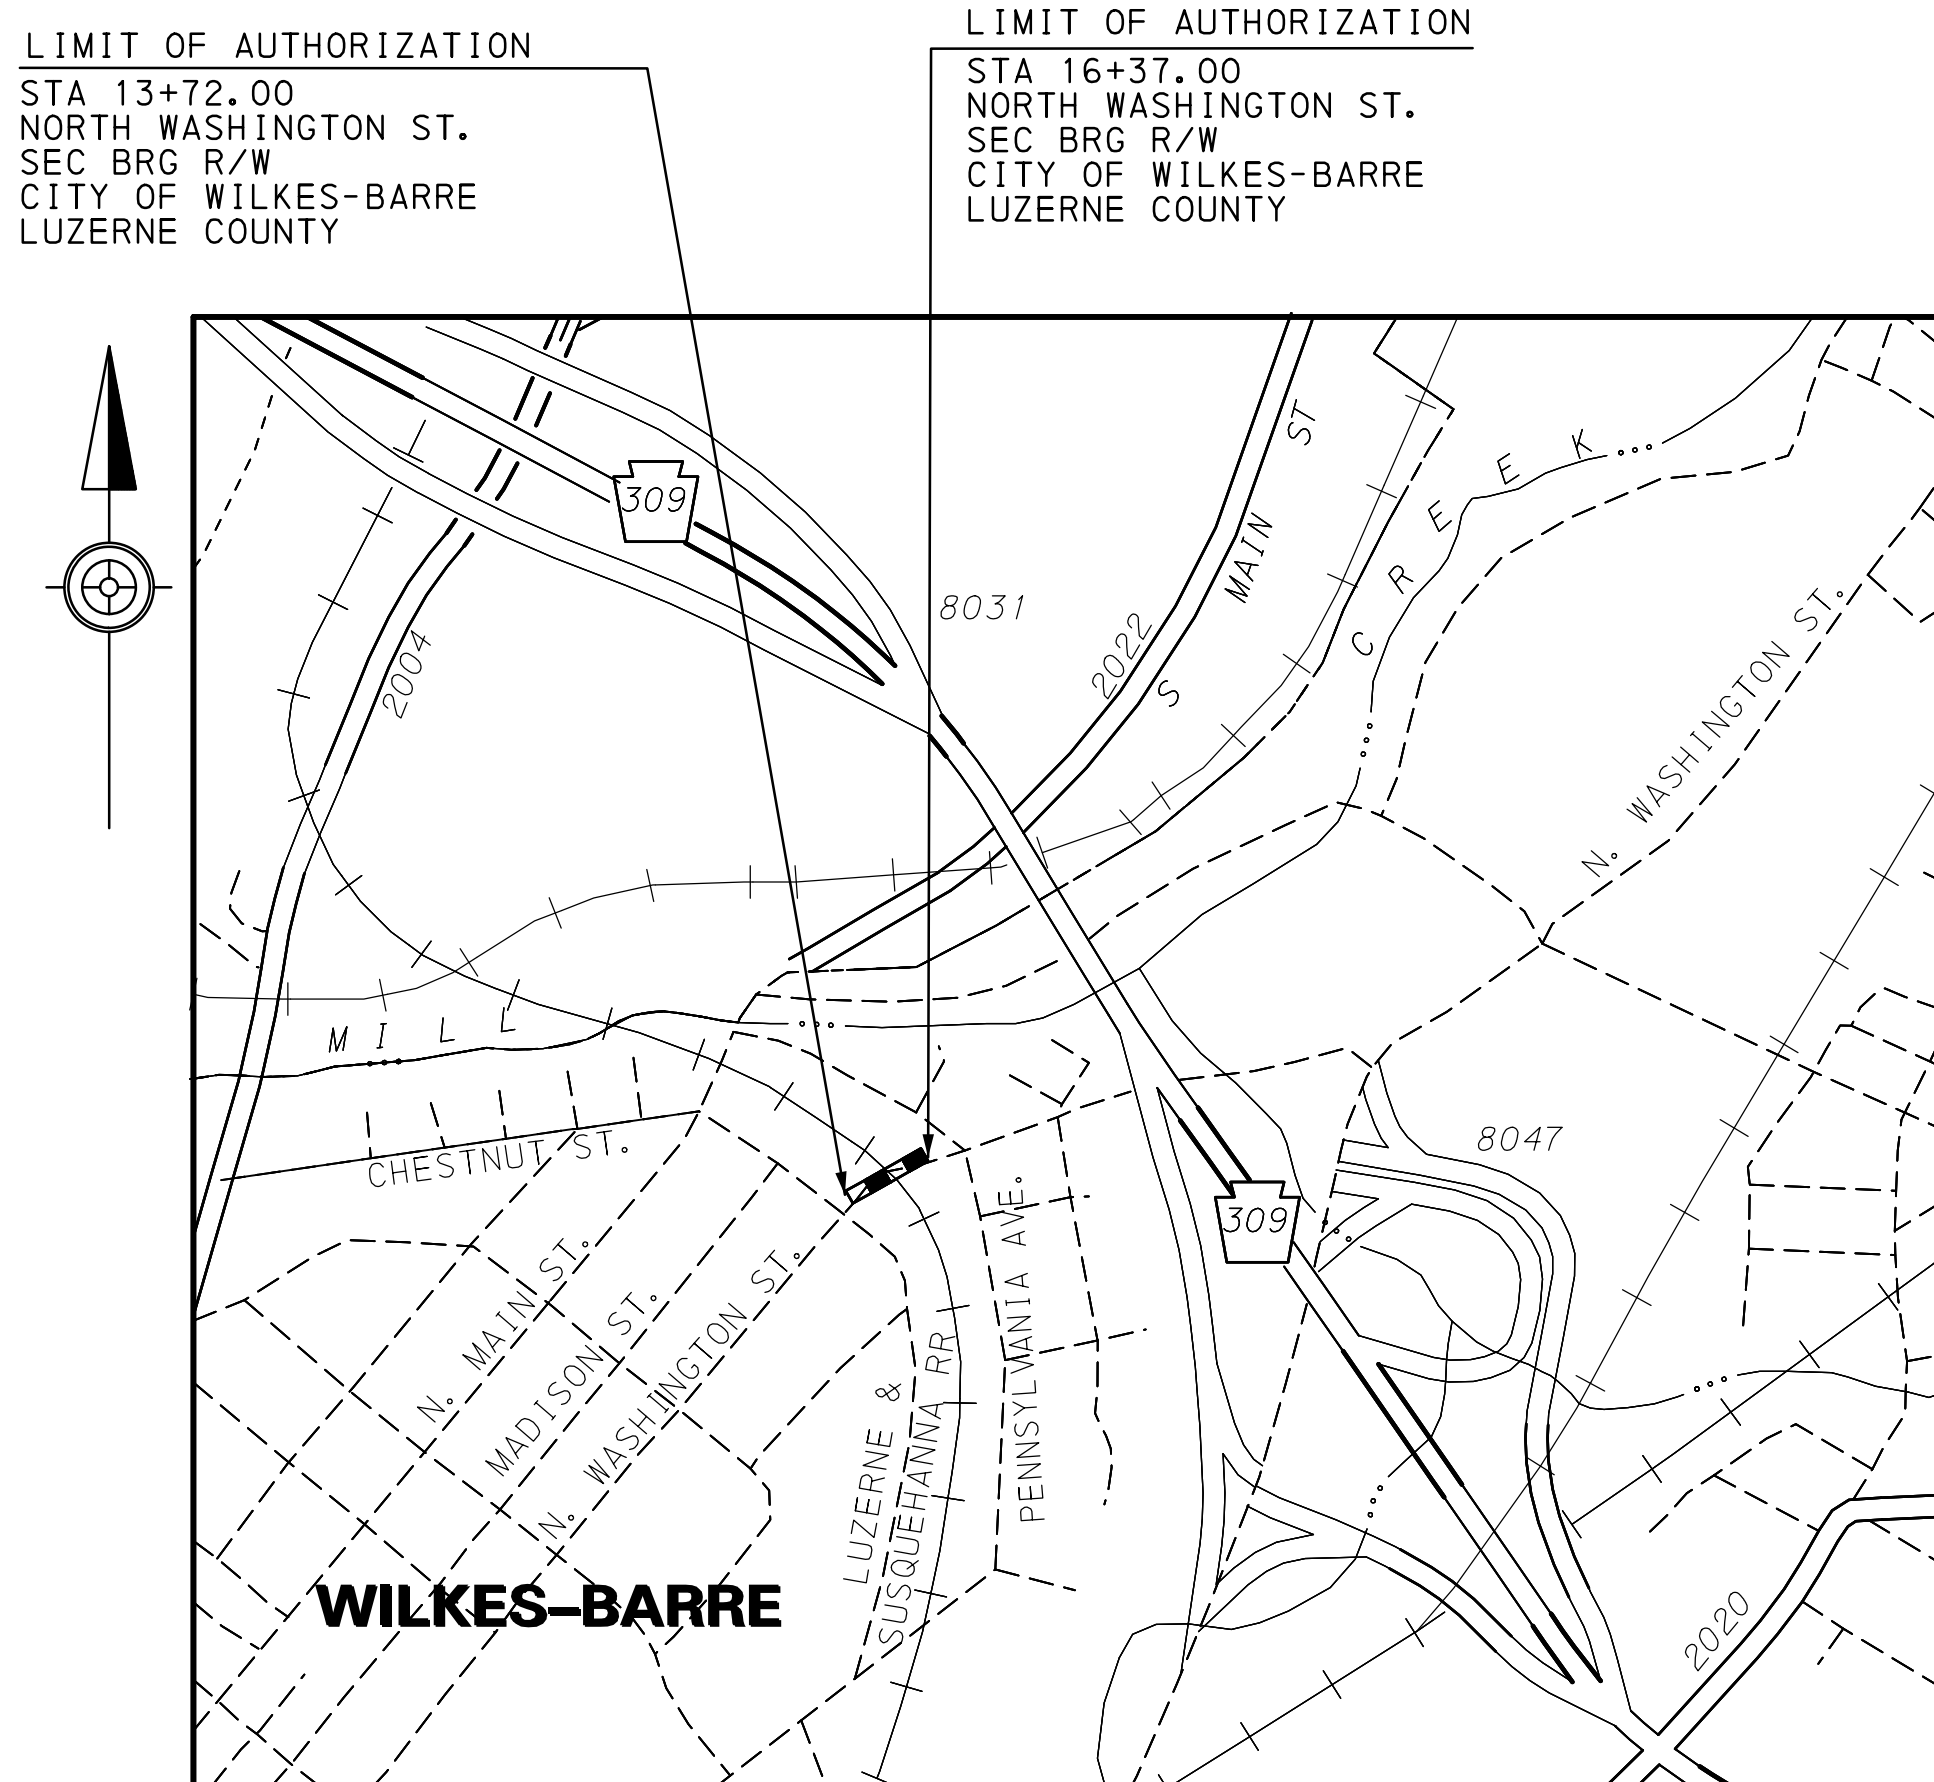 LIMIT OF AUTHORIZATION
STA 13+72.00
NORTH WASHINGTON ST.
SEC BRG R/W
CITY OF WILKES-BARRE
LUZERNE COUNTY
LIMIT OF AUTHORIZATION
STA 16+37.00
NORTH WASHINGTON ST.
SEC BRG R/W
CITY OF WILKES-BARRE
LUZERNE COUNTY
309
8031
2004
2022
S MAIN ST
MILL CREEK
N. WASHINGTON ST.
CHESTNUT ST.
8047
309
N. MAIN ST.
MADISON ST.
N. WASHINGTON ST.
LUZERNE &
SUSQUEHANNA RR
PENNSYLVANIA AVE.
WILKES-BARRE
2020